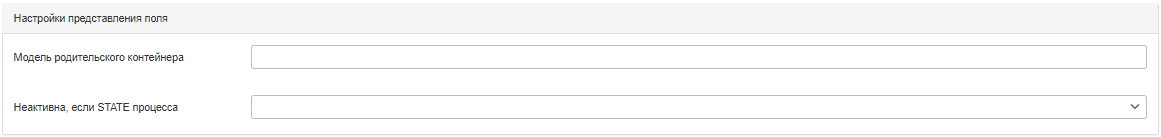 Настройки представления поля
Модель родительского контейнера
Неактивна, если STATE процесса